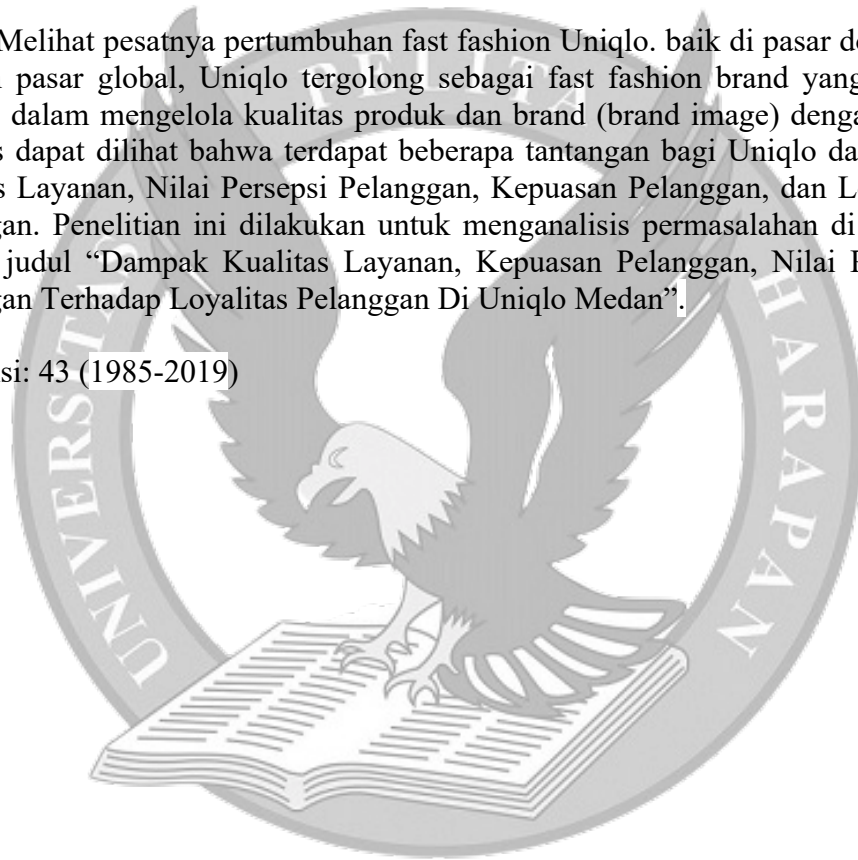 Melihat pesatnya pertumbuhan fast fashion Uniqlo. baik di pasar de
pasar global, Uniqlo tergolong sebagai fast fashion brand yang
dalam mengelola kualitas produk dan brand (brand image) denga
s dapat dilihat bahwa terdapat beberapa tantangan bagi Uniqlo da
s Layanan, Nilai Persepsi Pelanggan, Kepuasan Pelanggan, dan L
gan. Penelitian ini dilakukan untuk menganalisis permasalahan di
judul “Dampak Kualitas Layanan, Kepuasan Pelanggan, Nilai P
gan Terhadap Loyalitas Pelanggan Di Uniqlo Medan”.
si: 43 (1985-2019)
UNIVERSITAS
PELITA
HARAPAN